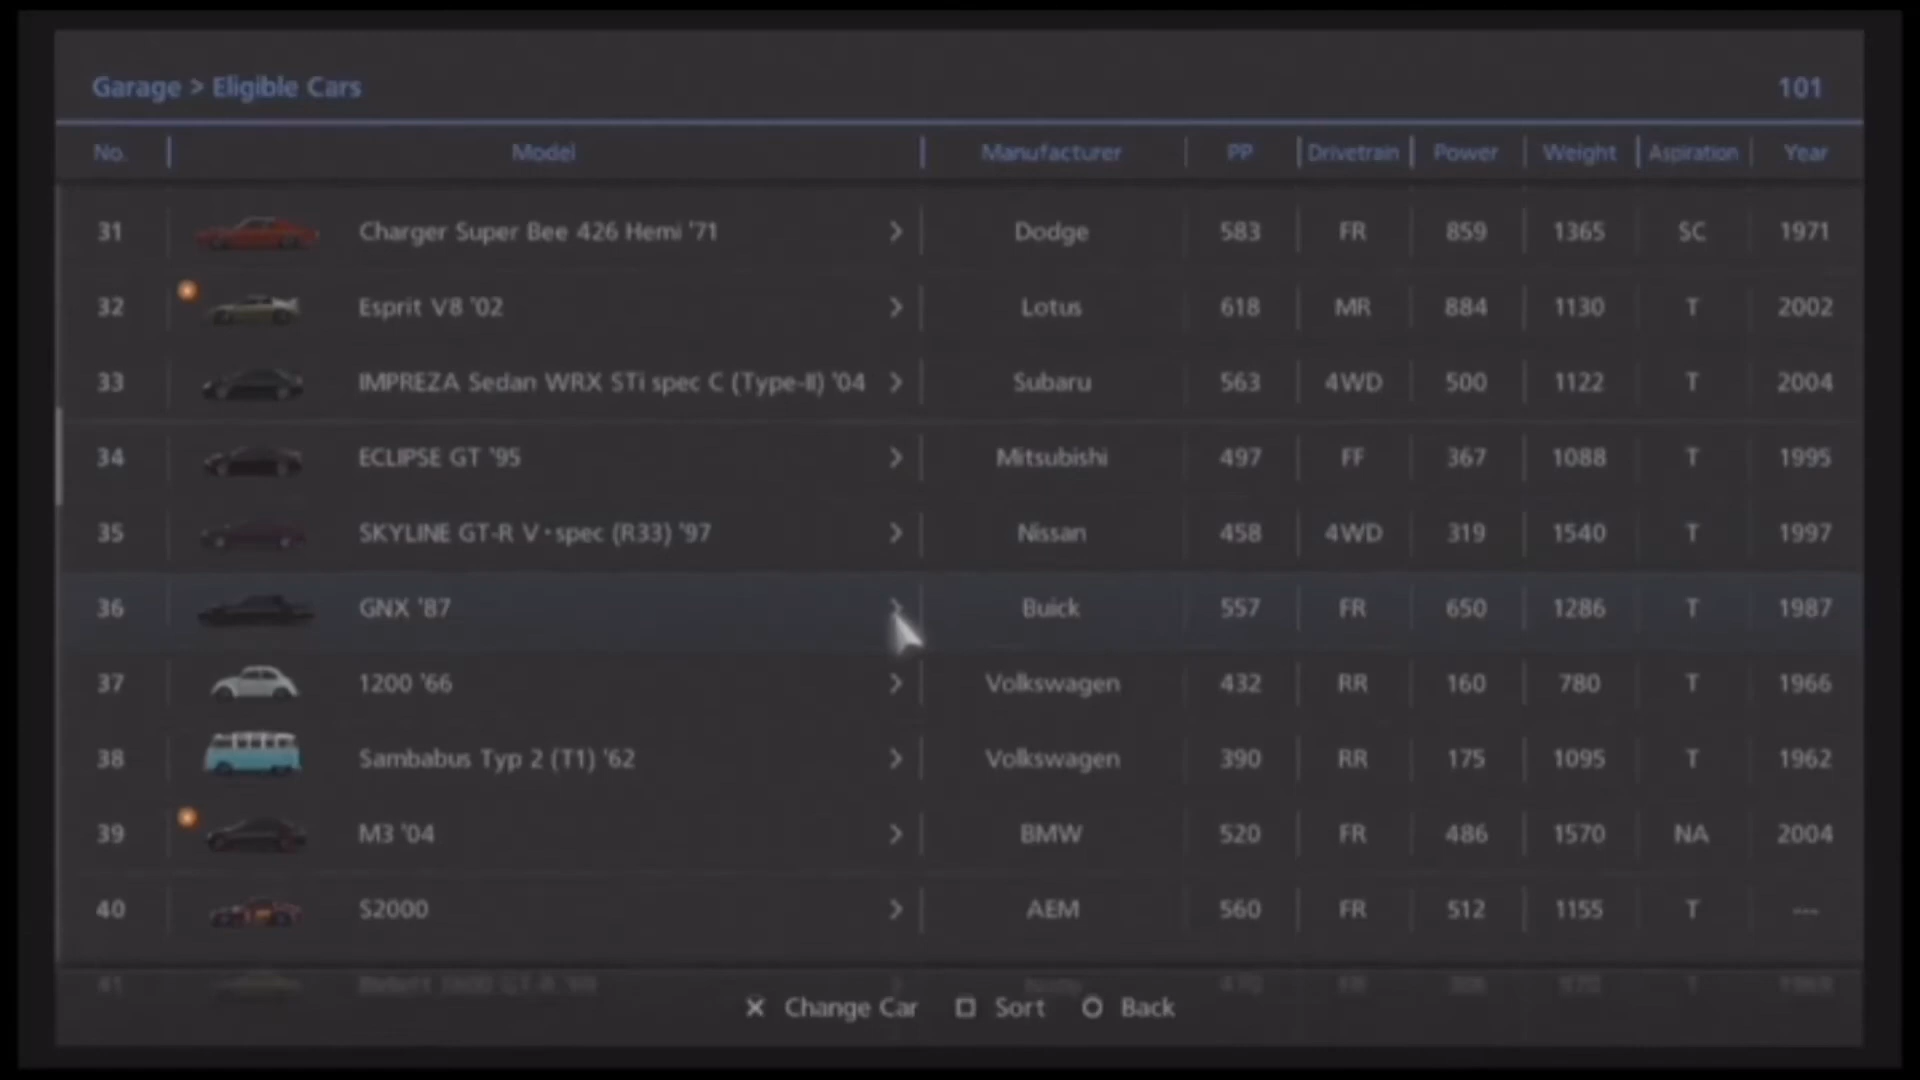 Garage > Eligible Cars 101
No. Model Manufacturer PP Drivetrain Power Weight Aspiration Year
31 Charger Super Bee 426 Hemi '71 Dodge 583 FR 859 1365 SC 1971
32 Esprit V8 '02 Lotus 618 MR 884 1130 T 2002
33 IMPREZA Sedan WRX STi spec C (Type-II) '04 Subaru 563 4WD 500 1122 T 2004
34 ECLIPSE GT '95 Mitsubishi 497 FF 367 1088 T 1995
35 SKYLINE GT-R V・spec (R33) '97 Nissan 458 4WD 319 1540 T 1997
36 GNX '87 Buick 557 FR 650 1286 T 1987
37 1200 '66 Volkswagen 432 RR 160 780 T 1966
38 Sambabus Typ 2 (T1) '62 Volkswagen 390 RR 175 1095 T 1962
39 M3 '04 BMW 520 FR 486 1570 NA 2004
40 S2000 AEM 560 FR 512 1155 T ---
41
Change Car Sort Back